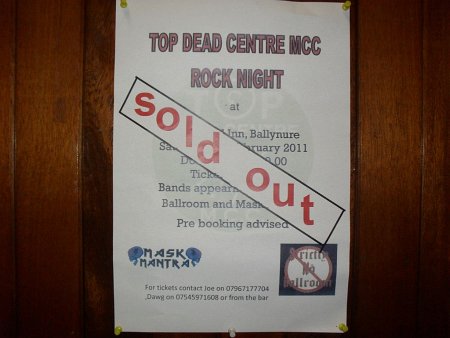 TOP DEAD CENTRE MCC
ROCK NIGHT
at
Inn, Ballynure
February 2011
.00
Bands
Ballroom and
Pre booking advised
sold out
MASK
MANTRA
Strictly
No
Ballroom
For tickets contact Joe on 07967177704
,Dawg on 07545971608 or from the bar